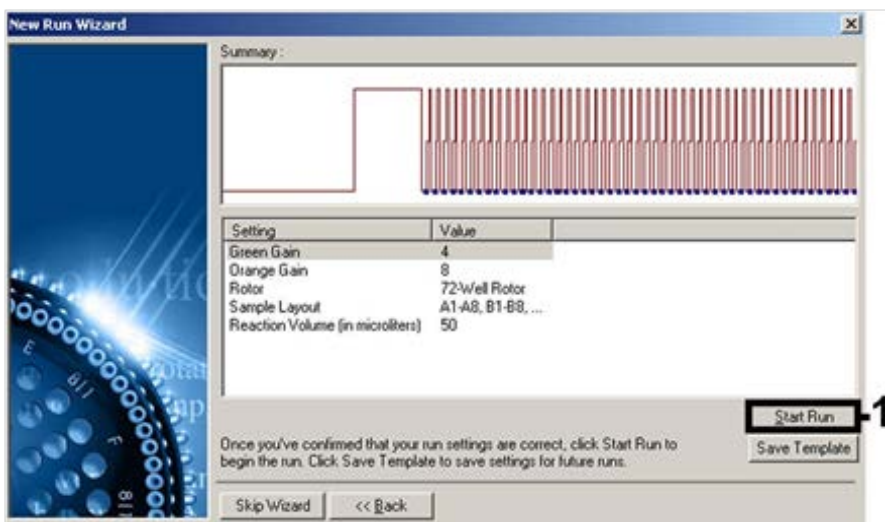 New Run Wizard
Summary :
Setting Value
Green Gain 4
Orange Gain 8
Rotor 72-Well Rotor
Sample Layout A1-A8, B1-B8, ...
Reaction Volume (in microliters) 50
Start Run
1
Once you've confirmed that your run settings are correct, click Start Run to
begin the run. Click Save Template to save settings for future runs.
Save Template
Skip Wizard << Back
E
F